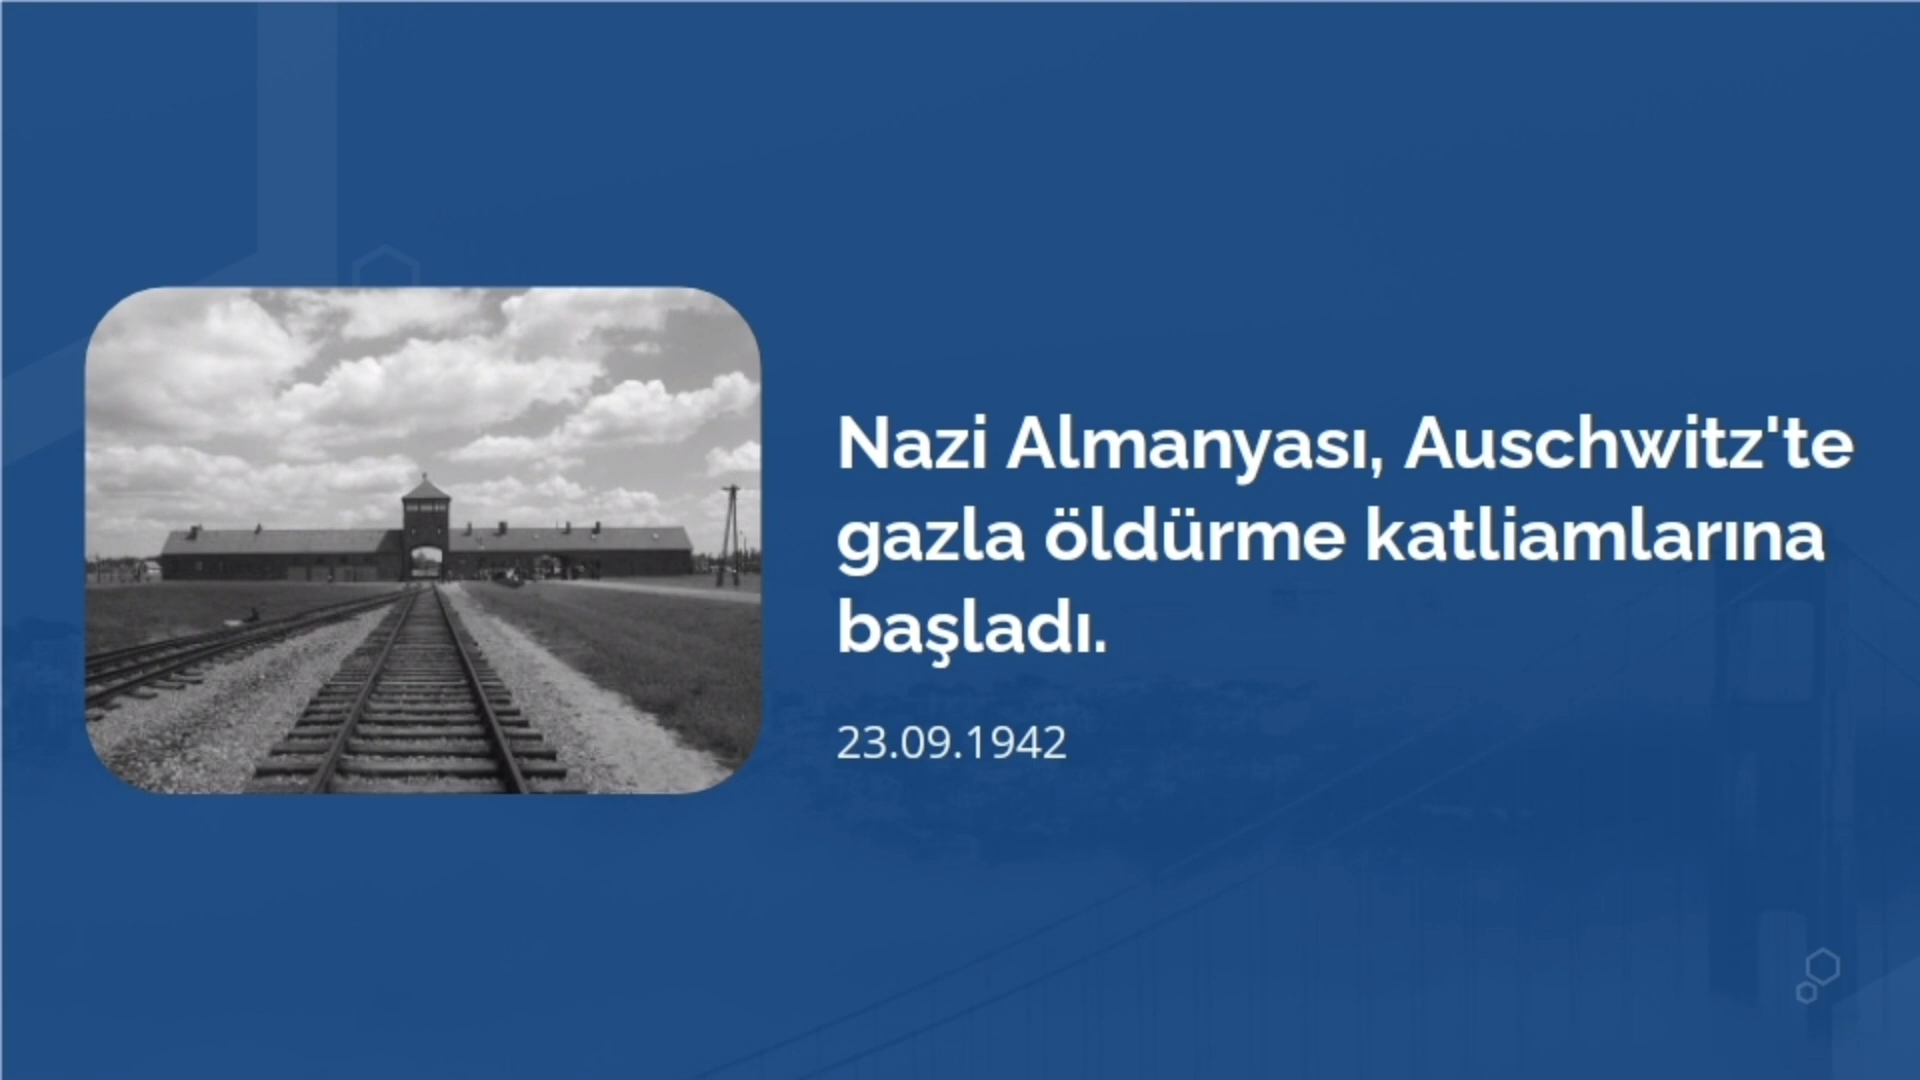 Nazi Almanyası, Auschwitz'te
gazla öldürme katliamlarına
başladı.
23.09.1942